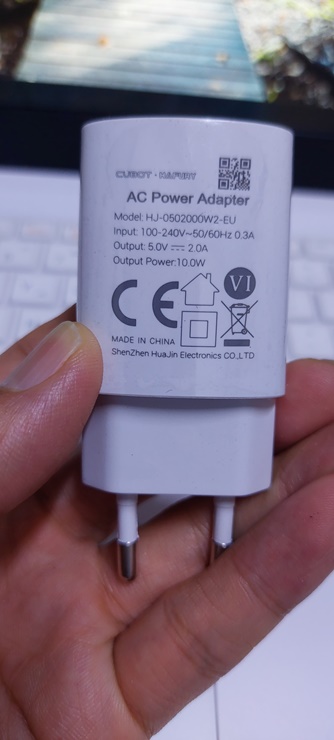 CUBOT · HAFURY
AC Power Adapter
Model: HJ-0502000W2-EU
Input: 100-240V~50/60Hz 0.3A
Output: 5.0V ⎓ 2.0A
Output Power:10.0W
CE
VI
MADE IN CHINA
ShenZhen HuaJin Electronics CO.,LTD